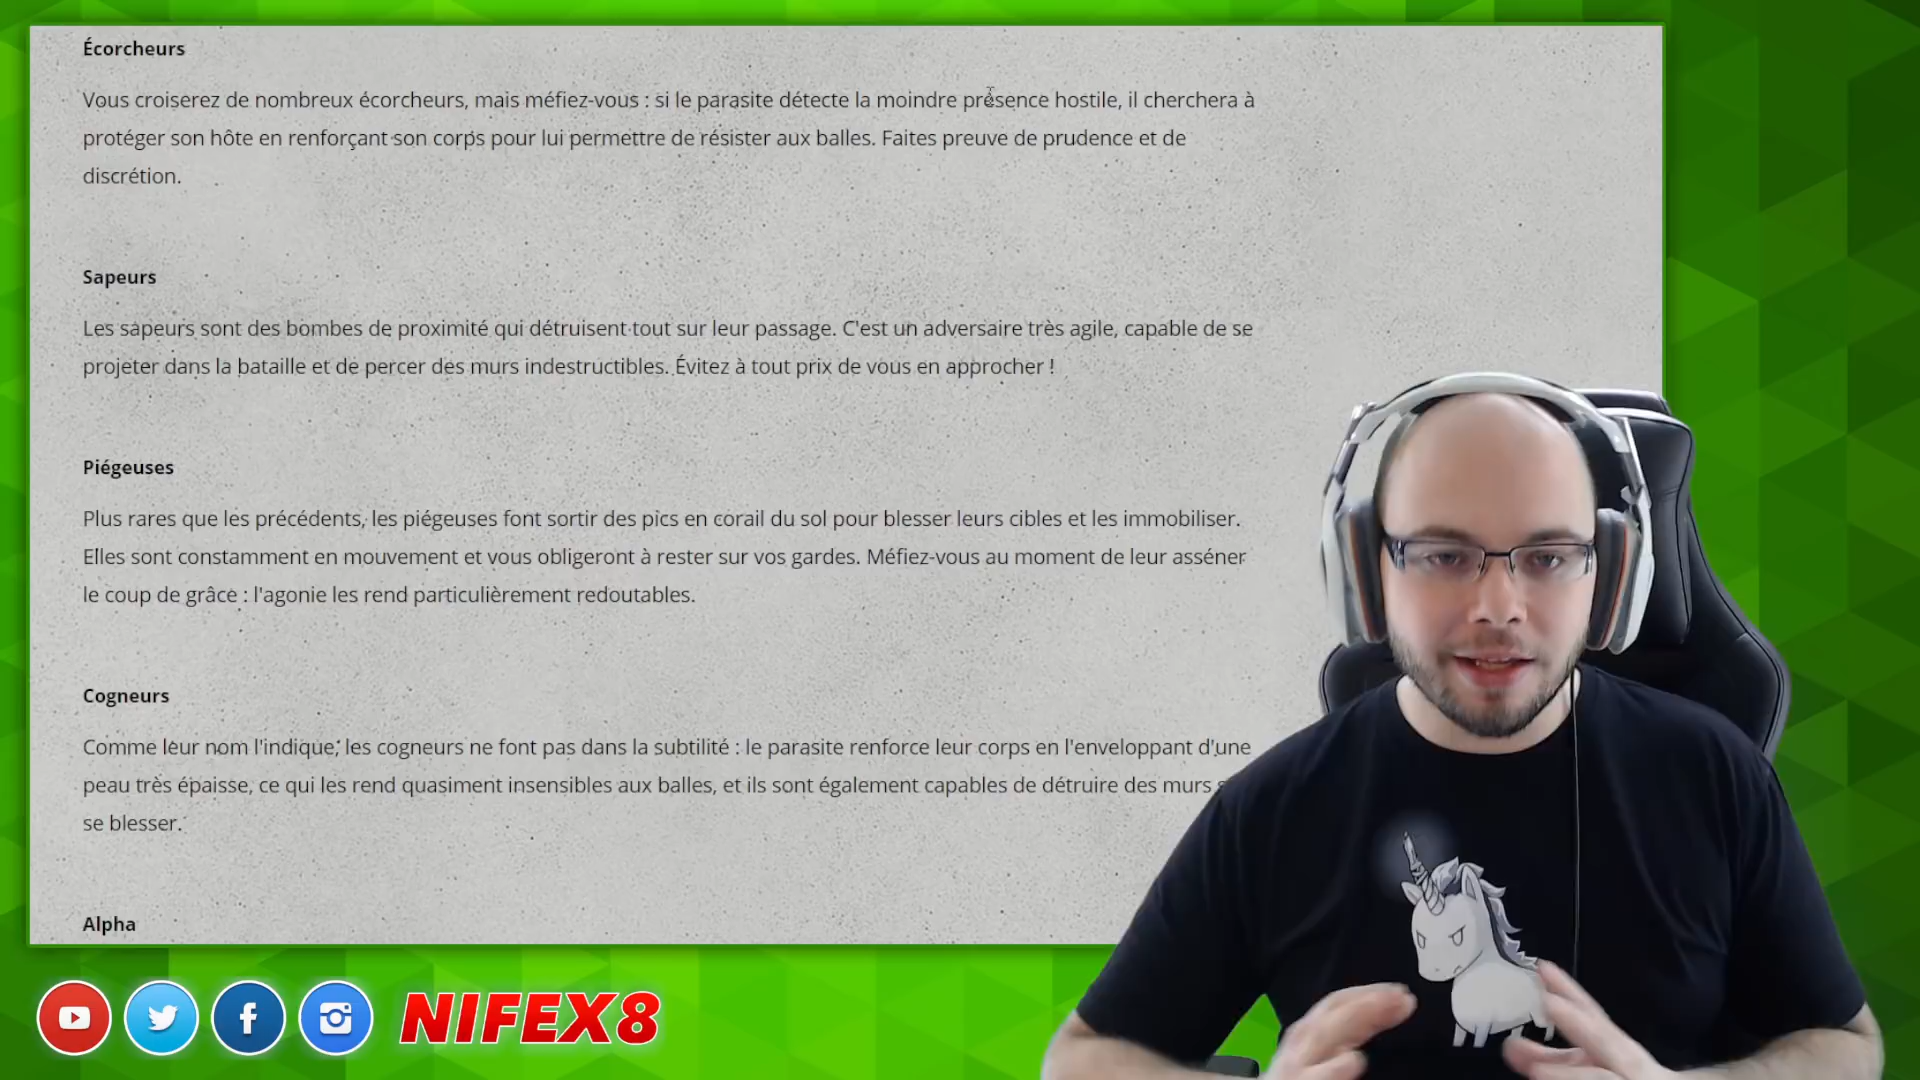 Écorcheurs
Vous croiserez de nombreux écorcheurs, mais méfiez-vous : si le parasite détecte la moindre présence hostile, il cherchera à
protéger son hôte en renforçant son corps pour lui permettre de résister aux balles. Faites preuve de prudence et de
discrétion.
Sapeurs
Les sapeurs sont des bombes de proximité qui détruisent tout sur leur passage. C'est un adversaire très agile, capable de se
projeter dans la bataille et de percer des murs indestructibles. Évitez à tout prix de vous en approcher !
Piégeuses
Plus rares que les précédents, les piégeuses font sortir des pics en corail du sol pour blesser leurs cibles et les immobiliser.
Elles sont constamment en mouvement et vous obligeront à rester sur vos gardes. Méfiez-vous au moment de leur asséner
le coup de grâce : l'agonie les rend particulièrement redoutables.
Cogneurs
Comme leur nom l'indique, les cogneurs ne font pas dans la subtilité : le parasite renforce leur corps en l'enveloppant d'une
peau très épaisse, ce qui les rend quasiment insensibles aux balles, et ils sont également capables de détruire des murs
se blesser.
Alpha
NIFEX8